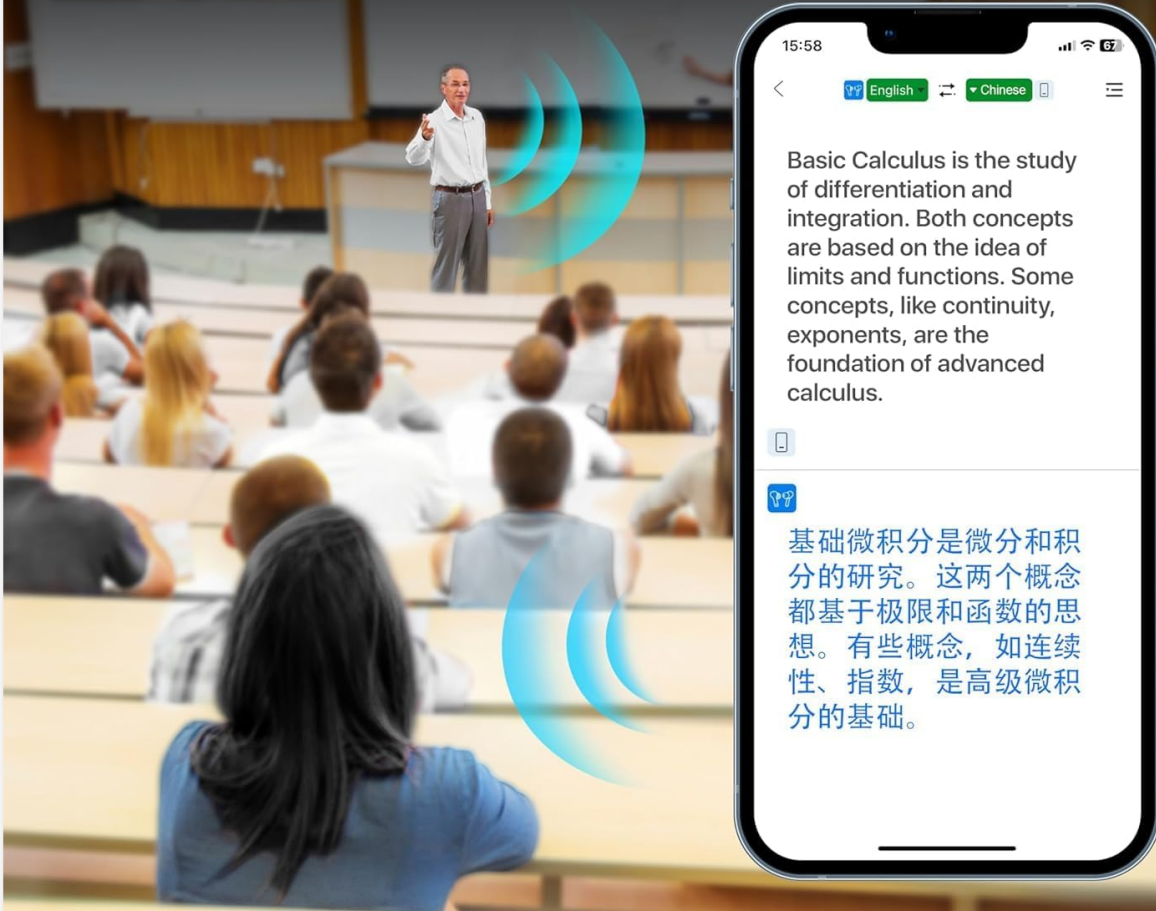 15:58
67
English
Chinese
Basic Calculus is the study
of differentiation and
integration. Both concepts
are based on the idea of
limits and functions. Some
concepts, like continuity,
exponents, are the
foundation of advanced
calculus.
基础微积分是微分和积
分的研究。这两个概念
都基于极限和函数的思
想。有些概念，如连续
性、指数，是高级微积
分的基础。